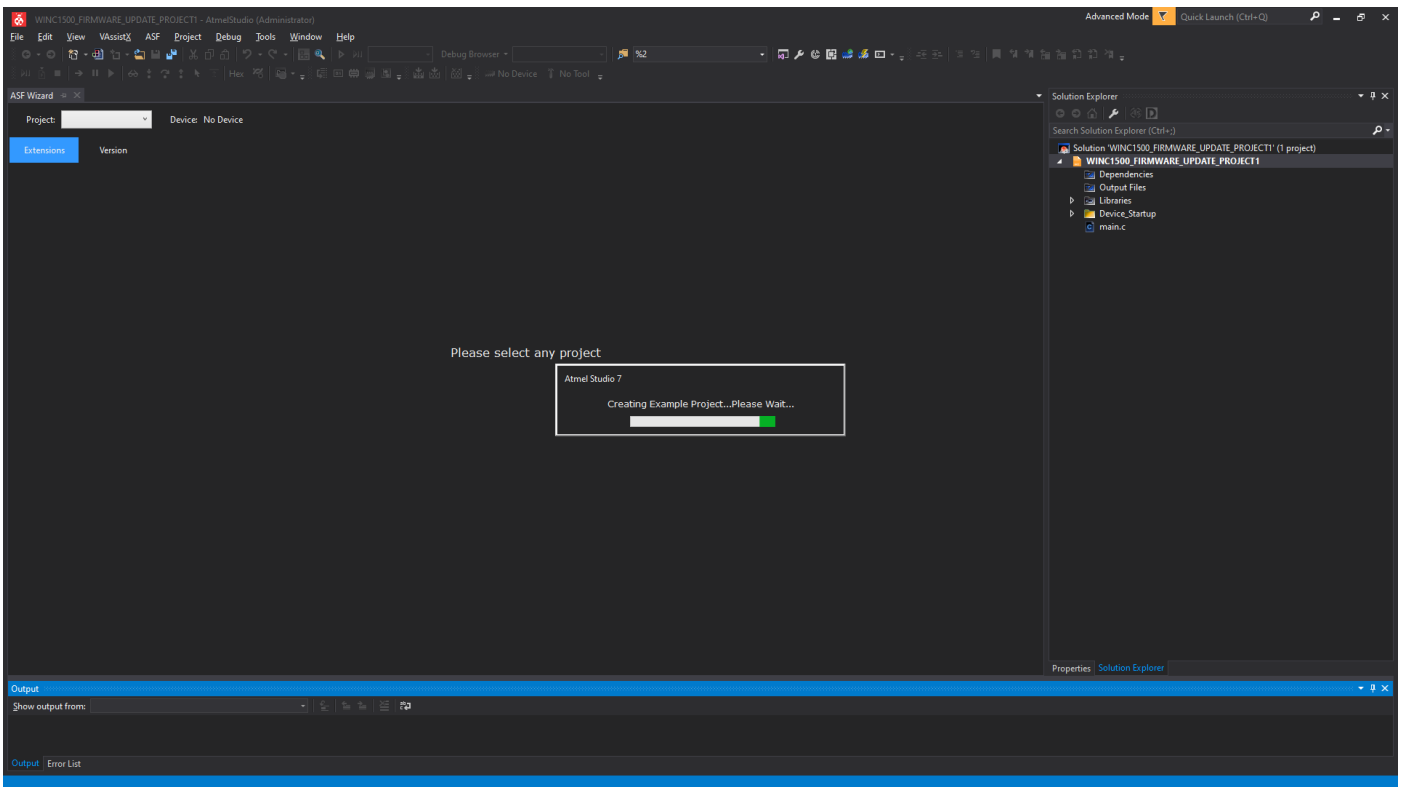 WINC1500_FIRMWARE_UPDATE_PROJECT1 - AtmelStudio (Administrator)
Advanced Mode
Quick Launch (Ctrl+Q)
File Edit View VAssistX ASF Project Debug Tools Window Help
Debug Browser
%2
Hex
No Device
No Tool
ASF Wizard
Project:
Device: No Device
Extensions
Version
Please select any project
Atmel Studio 7
Creating Example Project...Please Wait...
Solution Explorer
Search Solution Explorer (Ctrl+;)
Solution 'WINC1500_FIRMWARE_UPDATE_PROJECT1' (1 project)
WINC1500_FIRMWARE_UPDATE_PROJECT1
Dependencies
Output Files
Libraries
Device_Startup
main.c
Properties Solution Explorer
Output
Show output from:
Output Error List